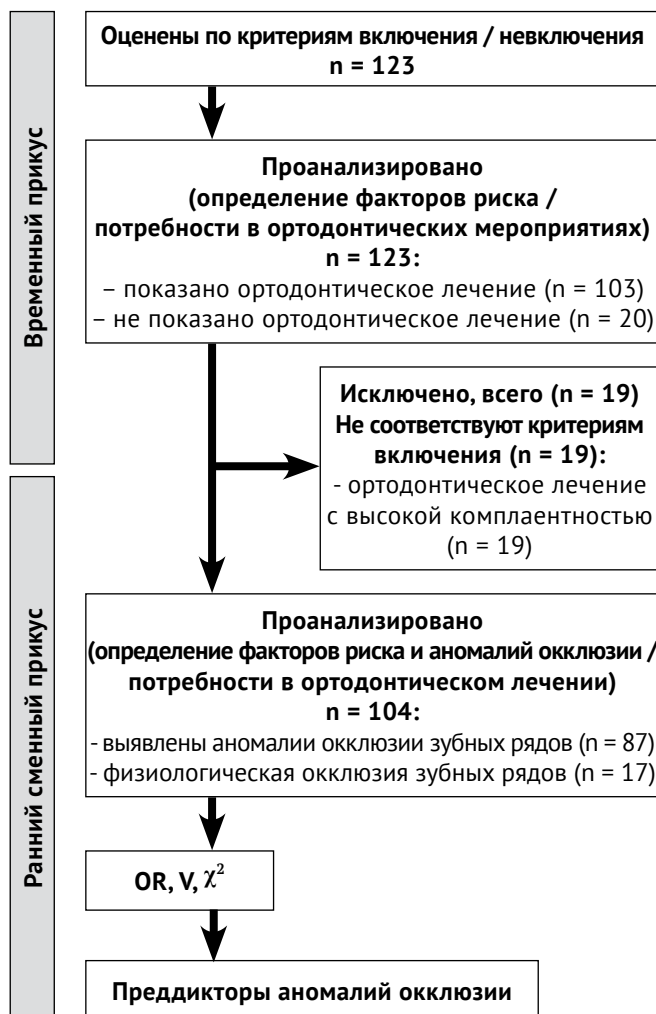 Временный прикус
Оценены по критериям включения / невключения
n = 123
Проанализировано
(определение факторов риска /
потребности в ортодонтических мероприятиях)
n = 123:
– показано ортодонтическое лечение (n = 103)
– не показано ортодонтическое лечение (n = 20)
Исключено, всего (n = 19)
Не соответствуют критериям
включения (n = 19):
- ортодонтическое лечение
с высокой комплаентностью
(n = 19)
Ранний сменный прикус
Проанализировано
(определение факторов риска и аномалий окклюзии /
потребности в ортодонтическом лечении)
n = 104:
- выявлены аномалии окклюзии зубных рядов (n = 87)
- физиологическая окклюзия зубных рядов (n = 17)
OR, V, χ²
Преддикторы аномалий окклюзии